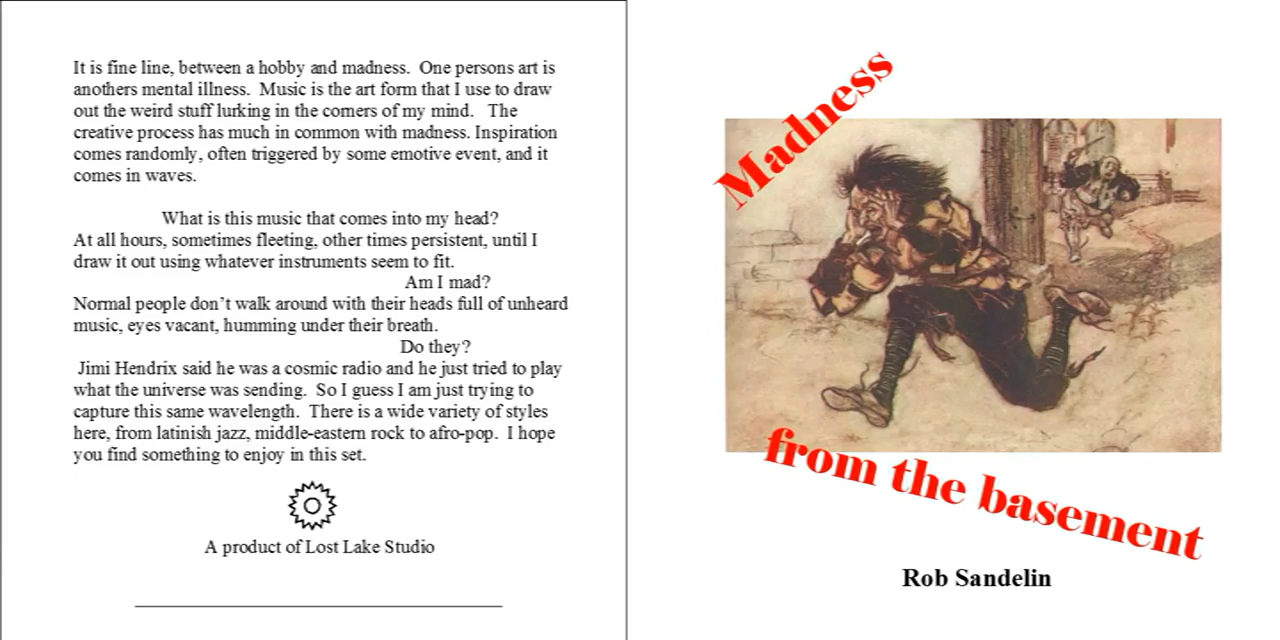 It is fine line, between a hobby and madness.  One persons art is
anothers mental illness.  Music is the art form that I use to draw
out the weird stuff lurking in the corners of my mind.   The
creative process has much in common with madness. Inspiration
comes randomly, often triggered by some emotive event, and it
comes in waves.
What is this music that comes into my head?
At all hours, sometimes fleeting, other times persistent, until I
draw it out using whatever instruments seem to fit.
Am I mad?
Normal people don’t walk around with their heads full of unheard
music, eyes vacant, humming under their breath.
Do they?
Jimi Hendrix said he was a cosmic radio and he just tried to play
what the universe was sending.  So I guess I am just trying to
capture this same wavelength.  There is a wide variety of styles
here, from latinish jazz, middle-eastern rock to afro-pop.  I hope
you find something to enjoy in this set.
A product of Lost Lake Studio
Madness
from the basement
Rob Sandelin